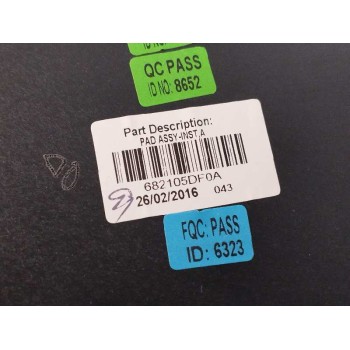 QC PASS
ID NO: 8652
Part Description:
PAD ASSY-INST,A
682105DF0A
26/02/2016 043
FQC: PASS
ID: 6323